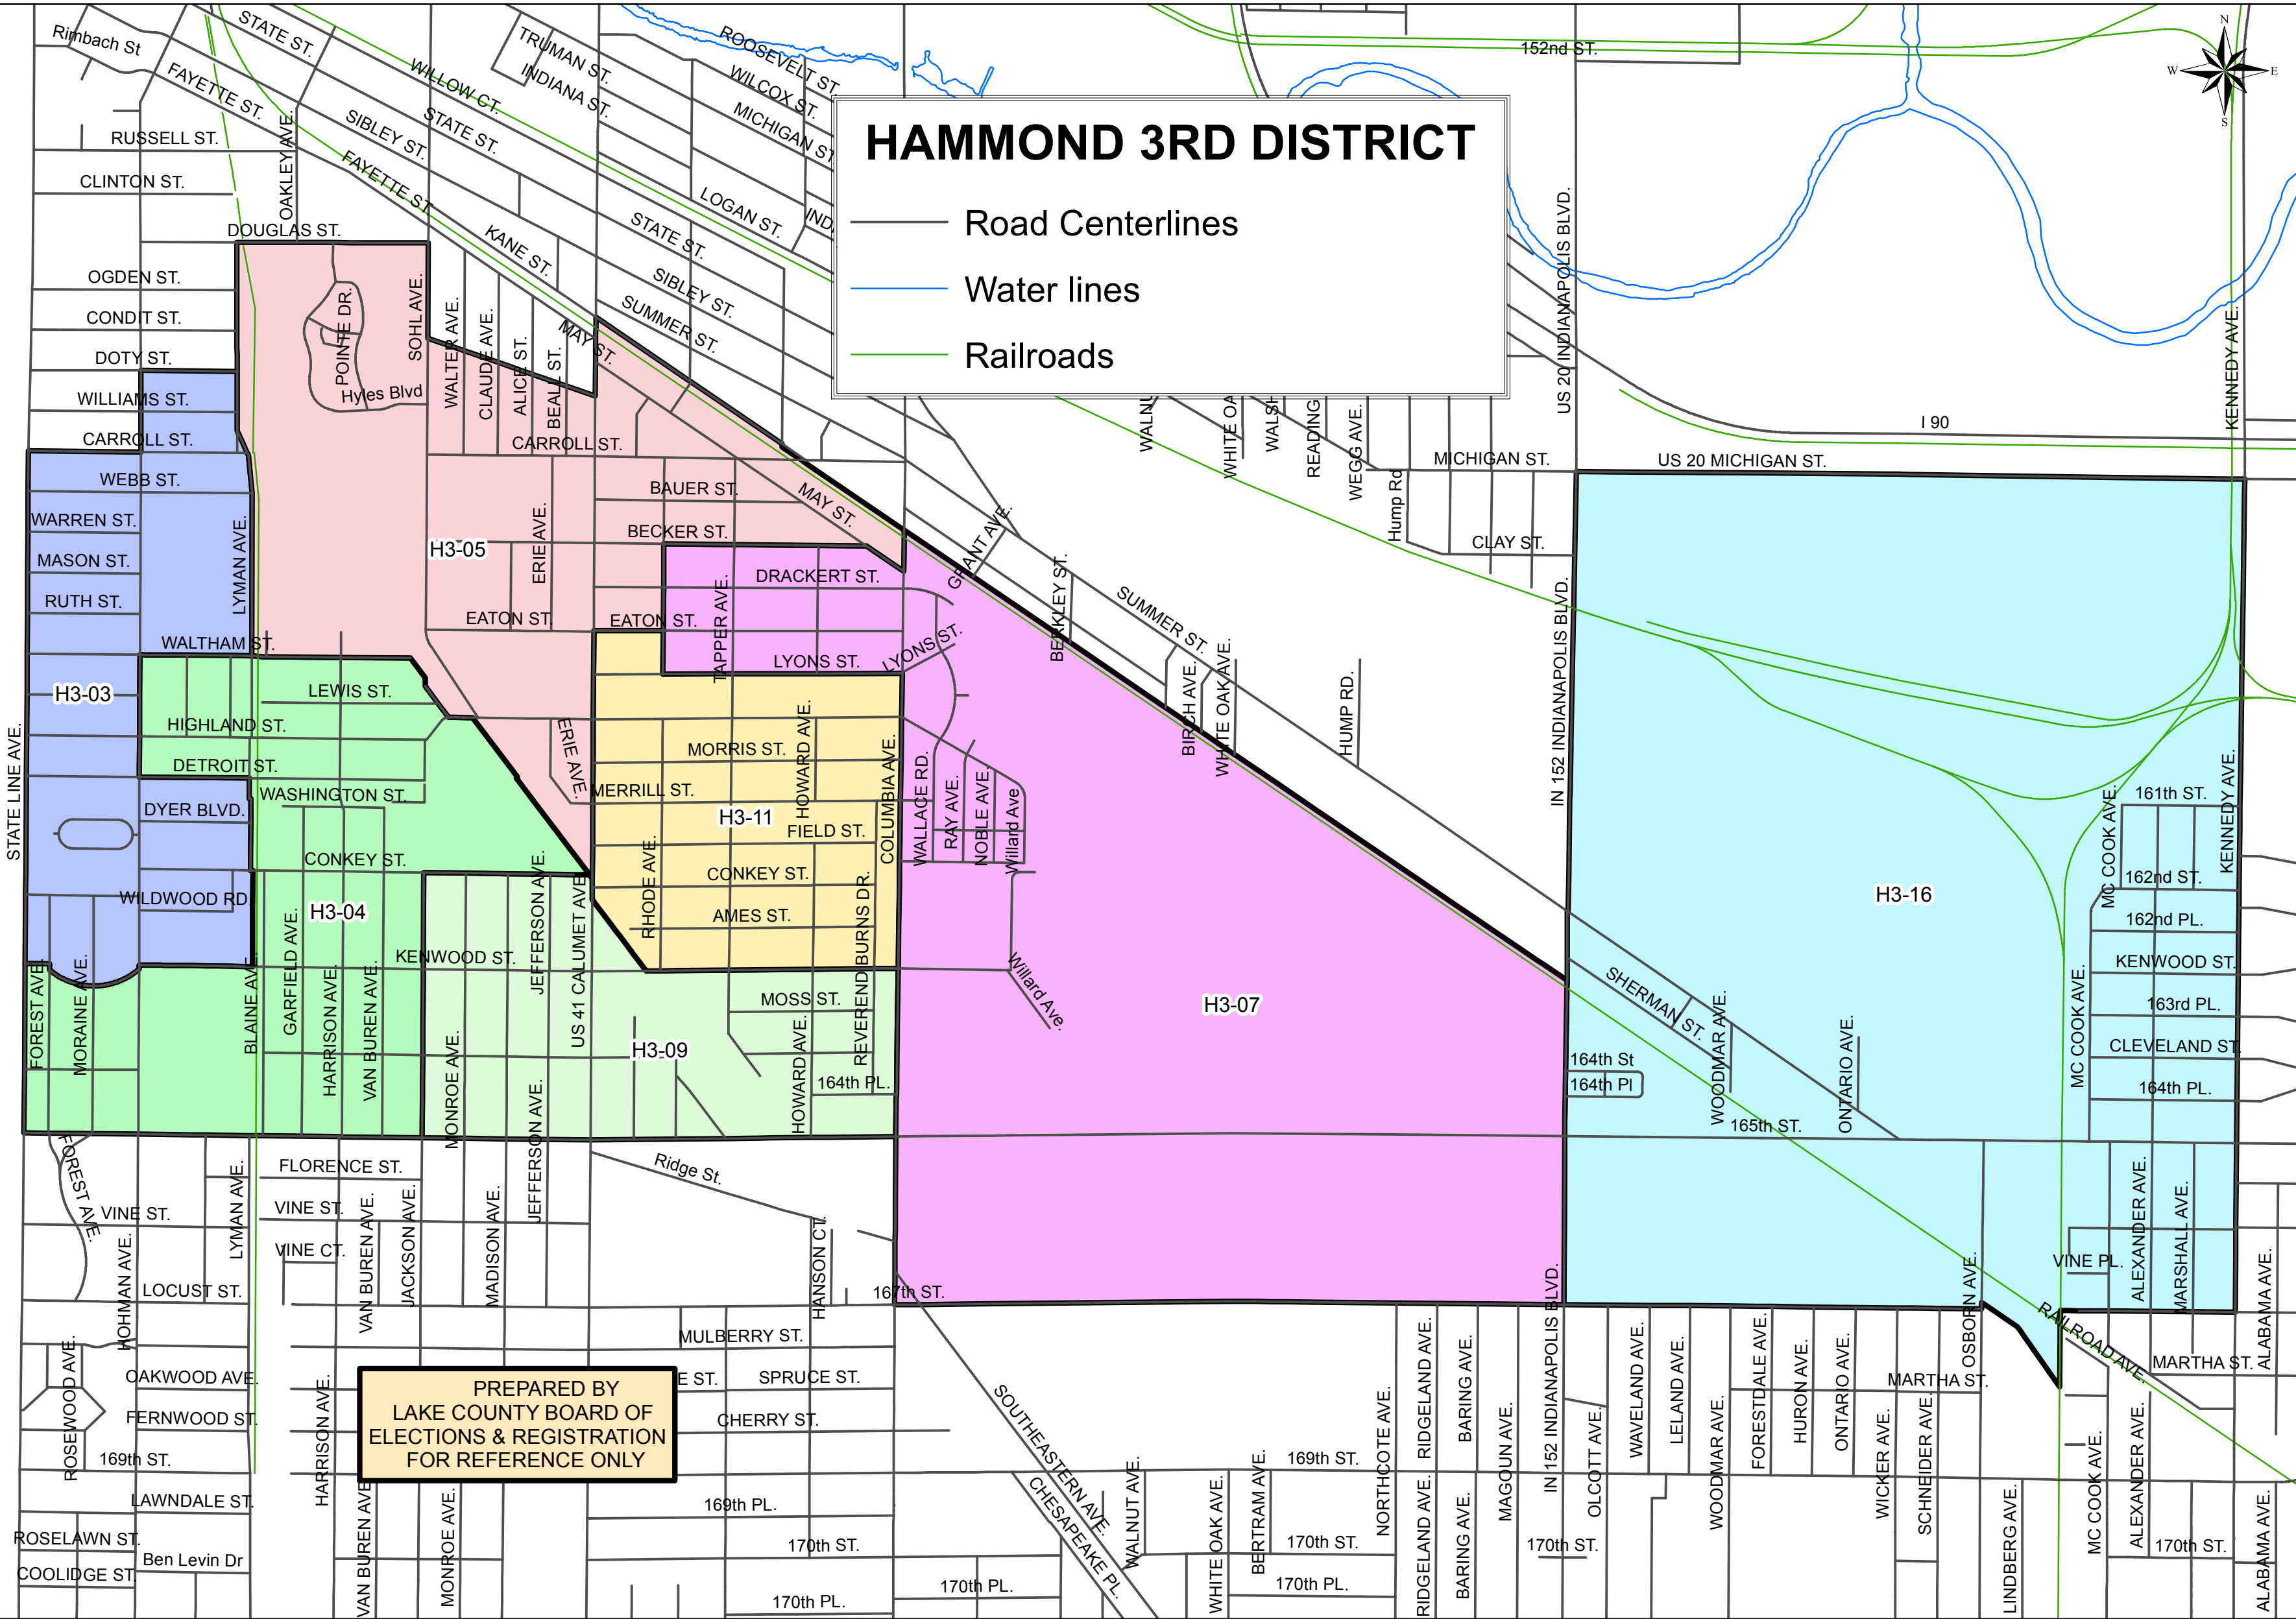 HAMMOND 3RD DISTRICT
Road Centerlines
Water lines
Railroads
N
W
E
S
Rimbach St
STATE ST.
FAYETTE ST.
WILLOW CT.
TRUMAN ST.
INDIANA ST.
ROOSEVELT ST.
WILCOX ST.
MICHIGAN ST
152nd ST.
RUSSELL ST.
OAKLEY AVE.
SIBLEY ST.
STATE ST.
CLINTON ST.
FAYETTE ST.
LOGAN ST.
IND.
DOUGLAS ST.
KANE ST.
STATE ST.
SIBLEY ST.
SUMMER ST.
OGDEN ST.
CONDIT ST.
DOTY ST.
POINTE DR.
SOHL AVE.
WALTER AVE.
CLAUDE AVE.
ALICE ST.
BEALL ST.
MAY ST.
US 20 INDIANAPOLIS BLVD.
KENNEDY AVE.
WILLIAMS ST.
Hyles Blvd
CARROLL ST.
CARROLL ST.
WALNU
WHITE OA
WALSH
READING
WEGG AVE.
Hump Rd
MICHIGAN ST.
US 20 MICHIGAN ST.
I 90
WEBB ST.
BAUER ST.
MAY ST.
WARREN ST.
LYMAN AVE.
H3-05
ERIE AVE.
BECKER ST.
GRANT AVE.
CLAY ST.
MASON ST.
DRACKERT ST.
BERKLEY ST.
RUTH ST.
EATON ST.
EATON ST.
TAPPER AVE.
SUMMER ST.
IN 152 INDIANAPOLIS BLVD.
WALTHAM ST.
LYONS ST.
LYONS ST.
H3-03
LEWIS ST.
HIGHLAND ST.
ERIE AVE.
MORRIS ST.
HOWARD AVE.
COLUMBIA AVE.
BIRCH AVE.
WHITE OAK AVE.
HUMP RD.
STATE LINE AVE.
DETROIT ST.
WASHINGTON ST.
MERRILL ST.
WALLACE RD.
RAY AVE.
NOBLE AVE.
Willard Ave
MC COOK AVE.
161th ST.
KENNEDY AVE.
DYER BLVD.
H3-11
FIELD ST.
CONKEY ST.
CONKEY ST.
162nd ST.
WILDWOOD RD
H3-04
JEFFERSON AVE.
US 41 CALUMET AVE
RHODE AVE.
AMES ST.
REVEREND BURNS DR.
H3-16
162nd PL.
GARFIELD AVE.
KENWOOD ST.
Willard Ave.
SHERMAN ST.
KENWOOD ST.
FOREST AVE.
MORAINE AVE.
BLAINE AVE.
HARRISON AVE.
VAN BUREN AVE.
MOSS ST.
H3-07
163rd PL.
MONROE AVE.
H3-09
HOWARD AVE.
164th St
WOODMAR AVE.
ONTARIO AVE.
MC COOK AVE.
CLEVELAND ST.
164th PL.
164th Pl
164th PL.
JEFFERSON AVE.
165th ST.
FOREST AVE.
FLORENCE ST.
Ridge St.
LYMAN AVE.
VINE ST.
VINE ST.
VINE CT.
VAN BUREN AVE.
JACKSON AVE.
MADISON AVE.
HANSON CT.
ALEXANDER AVE.
MARSHALL AVE.
VINE PL.
ALABAMA AVE.
HOHMAN AVE.
LOCUST ST.
167th ST.
IN 152 INDIANAPOLIS BLVD.
OSBORN AVE.
RAILROAD AVE.
MULBERRY ST.
ROSEWOOD AVE.
OAKWOOD AVE.
E ST.
SPRUCE ST.
MARTHA ST.
MARTHA ST.
PREPARED BY
LAKE COUNTY BOARD OF
ELECTIONS & REGISTRATION
FOR REFERENCE ONLY
FERNWOOD ST.
HARRISON AVE.
CHERRY ST.
SOUTHEASTERN AVE.
NORTHCOTE AVE.
RIDGELAND AVE.
BARING AVE.
MAGOUN AVE.
OLCOTT AVE.
WAVELAND AVE.
LELAND AVE.
WOODMAR AVE.
FORESTDALE AVE.
HURON AVE.
ONTARIO AVE.
WICKER AVE.
SCHNEIDER AVE.
169th ST.
169th ST.
LAWNDALE ST.
VAN BUREN AVE
MONROE AVE.
169th PL.
CHESAPEAKE PL.
WALNUT AVE.
WHITE OAK AVE.
BERTRAM AVE.
RIDGELAND AVE.
BARING AVE.
LINDBERG AVE.
MC COOK AVE.
ALEXANDER AVE.
ALABAMA AVE.
ROSELAWN ST.
Ben Levin Dr
170th ST.
170th ST.
170th ST.
170th ST.
COOLIDGE ST.
170th PL.
170th PL.
170th PL.